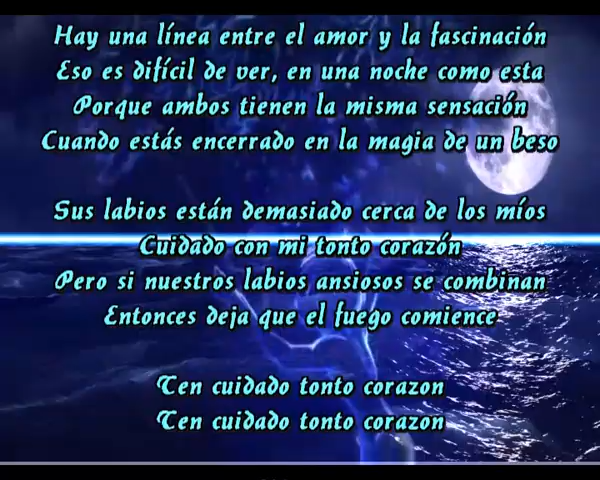 Hay una línea entre el amor y la fascinación
Eso es difícil de ver, en una noche como esta
Porque ambos tienen la misma sensación
Cuando estás encerrado en la magia de un beso
Sus labios están demasiado cerca de los míos
Cuidado con mi tonto corazón
Pero si nuestros labios ansiosos se combinan
Entonces deja que el fuego comience
Ten cuidado tonto corazon
Ten cuidado tonto corazon